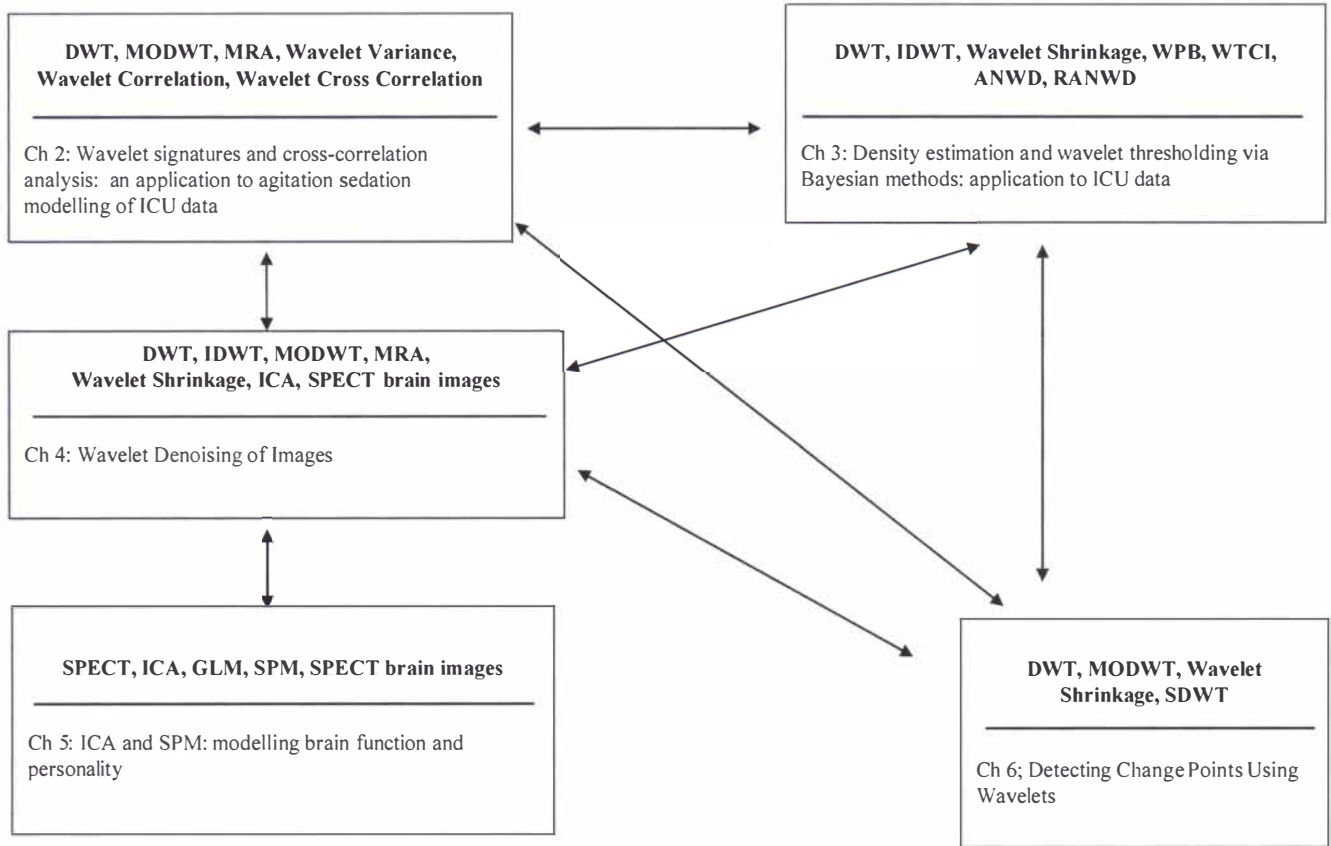 DWT, MODWT, MRA, Wavelet Variance,
Wavelet Correlation, Wavelet Cross Correlation
Ch 2: Wavelet signatures and cross-correlation
analysis: an application to agitation sedation
modelling of ICU data
DWT, IDWT, Wavelet Shrinkage, WPB, WTCI,
ANWD, RANWD
Ch 3: Density estimation and wavelet thresholding via
Bayesian methods: application to ICU data
DWT, IDWT, MODWT, MRA,
Wavelet Shrinkage, ICA, SPECT brain images
Ch 4: Wavelet Denoising of Images
SPECT, ICA, GLM, SPM, SPECT brain images
Ch 5: ICA and SPM: modelling brain function and
personality
DWT, MODWT, Wavelet
Shrinkage, SDWT
Ch 6; Detecting Change Points Using
Wavelets